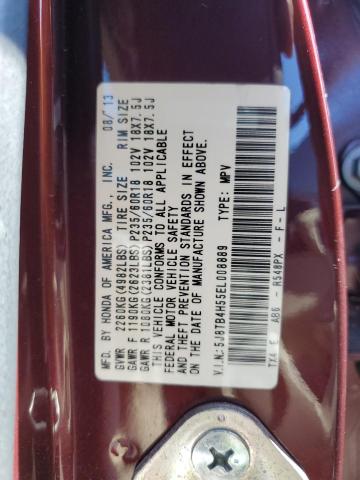 MFD. BY HONDA OF AMERICA MFG., INC. 08/13
GVWR 2260KG(4982LBS) TIRE SIZE RIM SIZE
GAWR F 1190KG(2623LBS)P235/60R18 102V 18X7.5J
GAWR R 1080KG(2381LBS)P235/60R18 102V 18X7.5J
THIS VEHICLE CONFORMS TO ALL APPLICABLE
FEDERAL MOTOR VEHICLE SAFETY
AND THEFT PREVENTION STANDARDS IN EFFECT
ON THE DATE OF MANUFACTURE SHOWN ABOVE.
V.I.N.:5J8TB4H55EL008889 TYPE: MPV
TX4 E A86 - R548PX - F - L